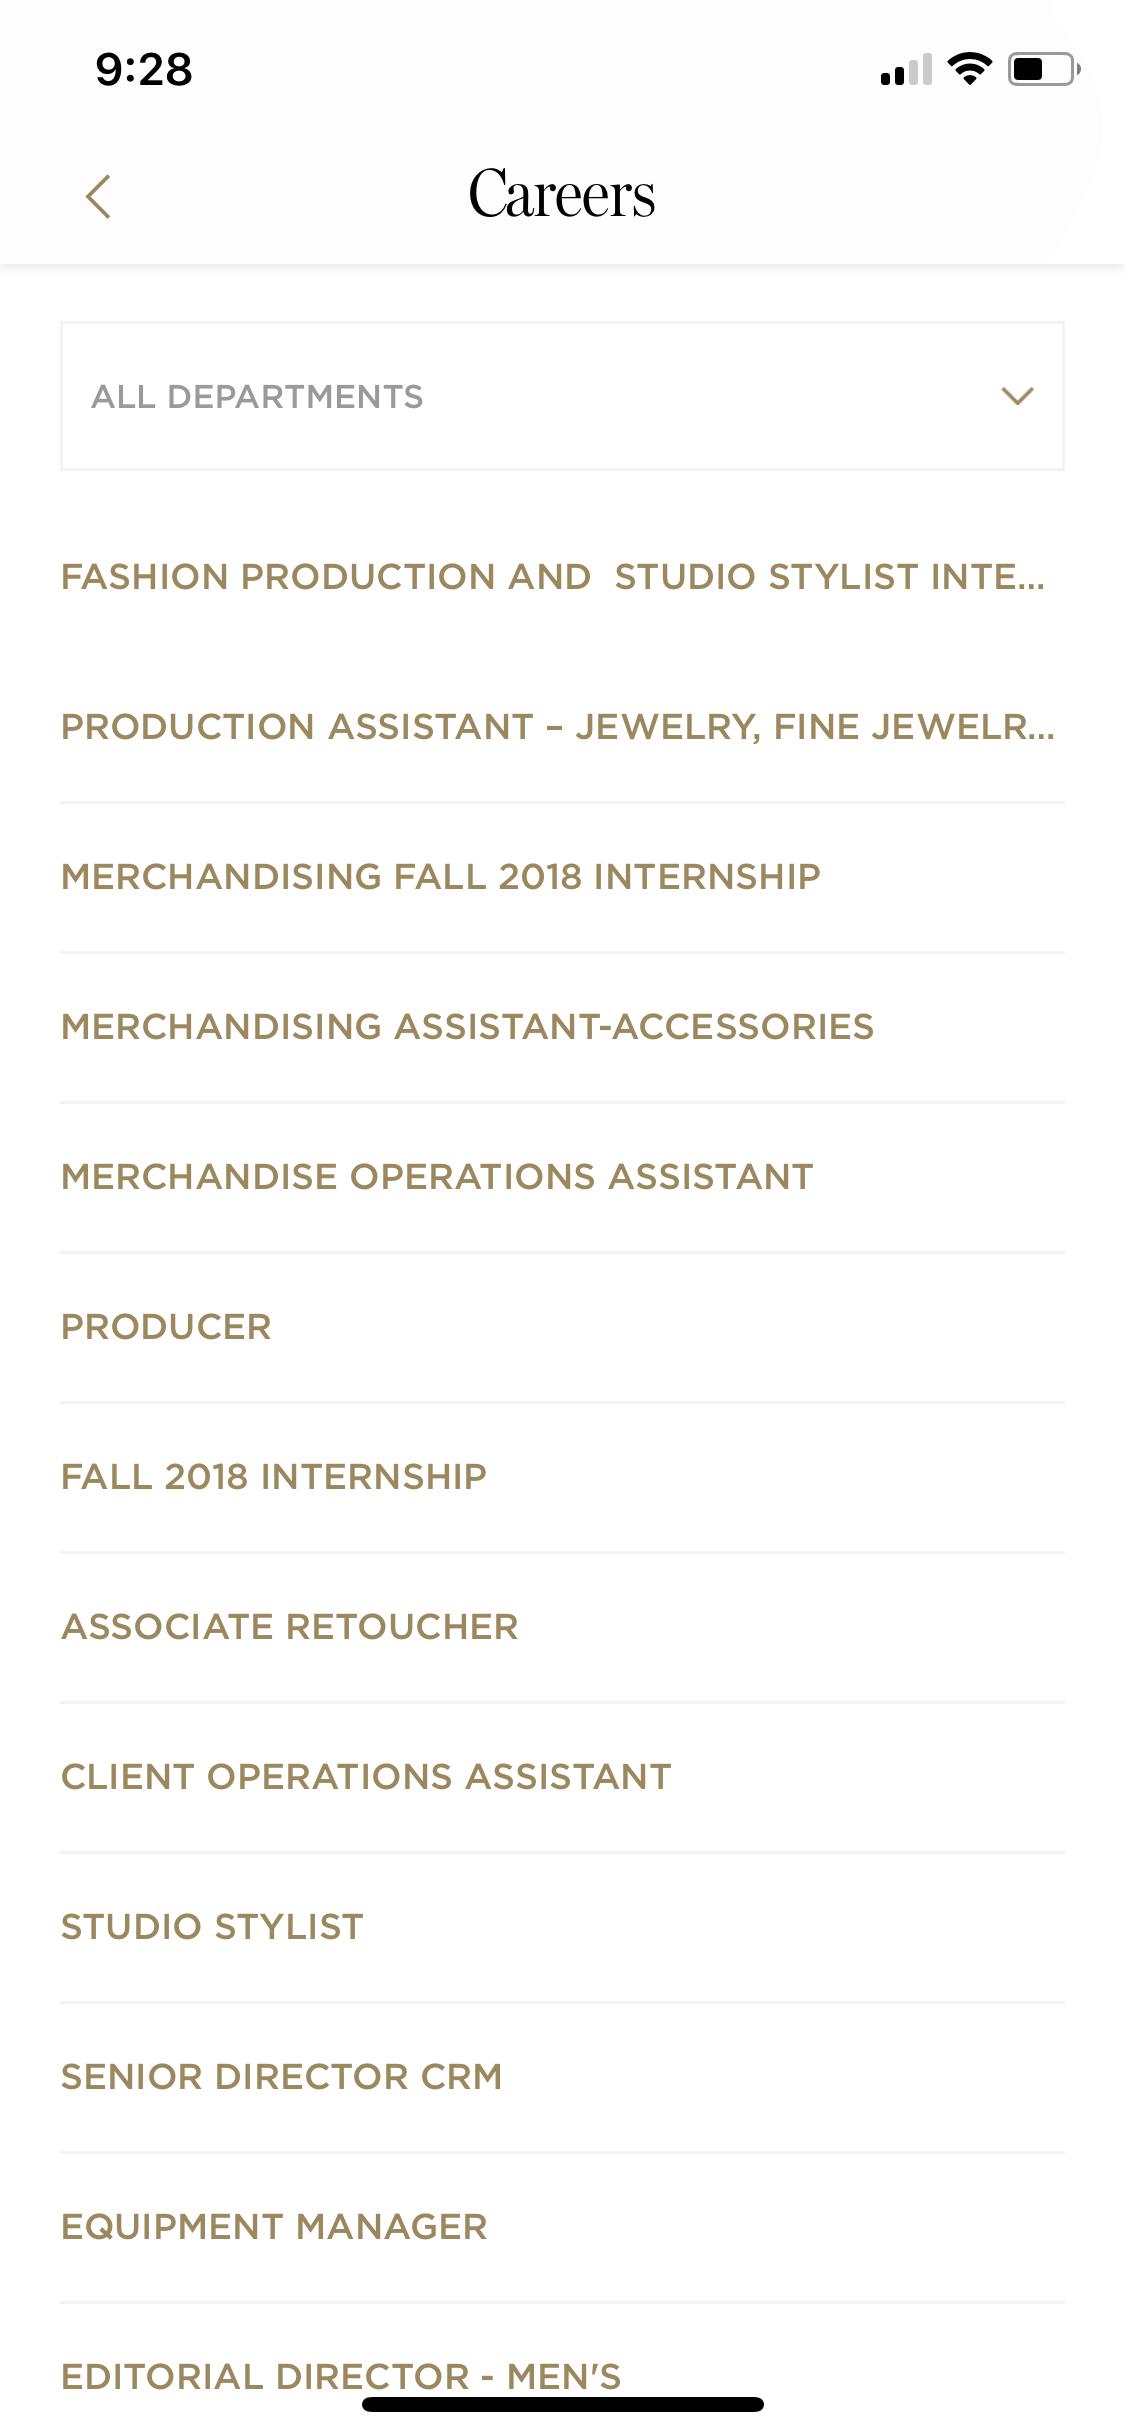 9:28
Careers
ALL DEPARTMENTS
FASHION PRODUCTION AND  STUDIO STYLIST INTE...
PRODUCTION ASSISTANT – JEWELRY, FINE JEWELR...
MERCHANDISING FALL 2018 INTERNSHIP
MERCHANDISING ASSISTANT-ACCESSORIES
MERCHANDISE OPERATIONS ASSISTANT
PRODUCER
FALL 2018 INTERNSHIP
ASSOCIATE RETOUCHER
CLIENT OPERATIONS ASSISTANT
STUDIO STYLIST
SENIOR DIRECTOR CRM
EQUIPMENT MANAGER
EDITORIAL DIRECTOR - MEN'S